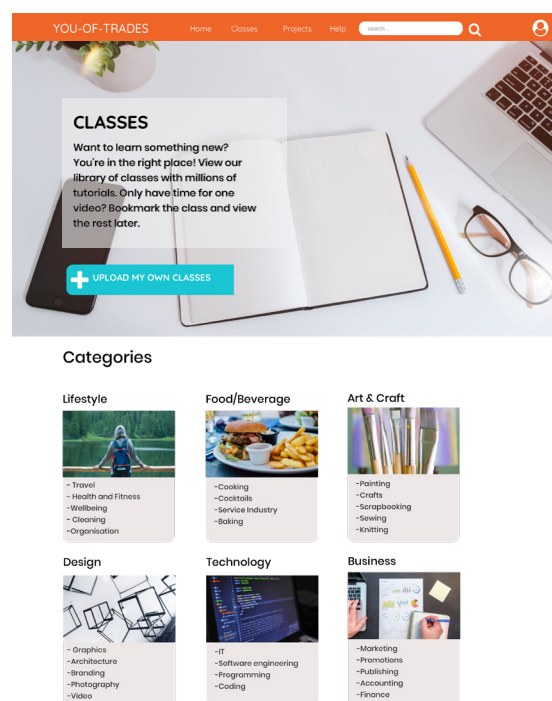 YOU-OF-TRADES
Home Classes Projects Help search...
CLASSES
Want to learn something new?
You're in the right place! View our
library of classes with millions of
tutorials. Only have time for one
video? Bookmark the class and view
the rest later.
UPLOAD MY OWN CLASSES
Categories
Lifestyle
- Travel
- Health and Fitness
-Wellbeing
- Cleaning
-Organisation
Food/Beverage
-Cooking
-Cocktails
-Service Industry
-Baking
Art & Craft
-Painting
-Crafts
-Scrapbooking
-Sewing
-Knitting
Design
- Graphics
-Architecture
-Branding
-Photography
-Video
Technology
-IT
-Software engineering
-Programming
-Coding
Business
-Marketing
-Promotions
-Publishing
-Accounting
-Finance